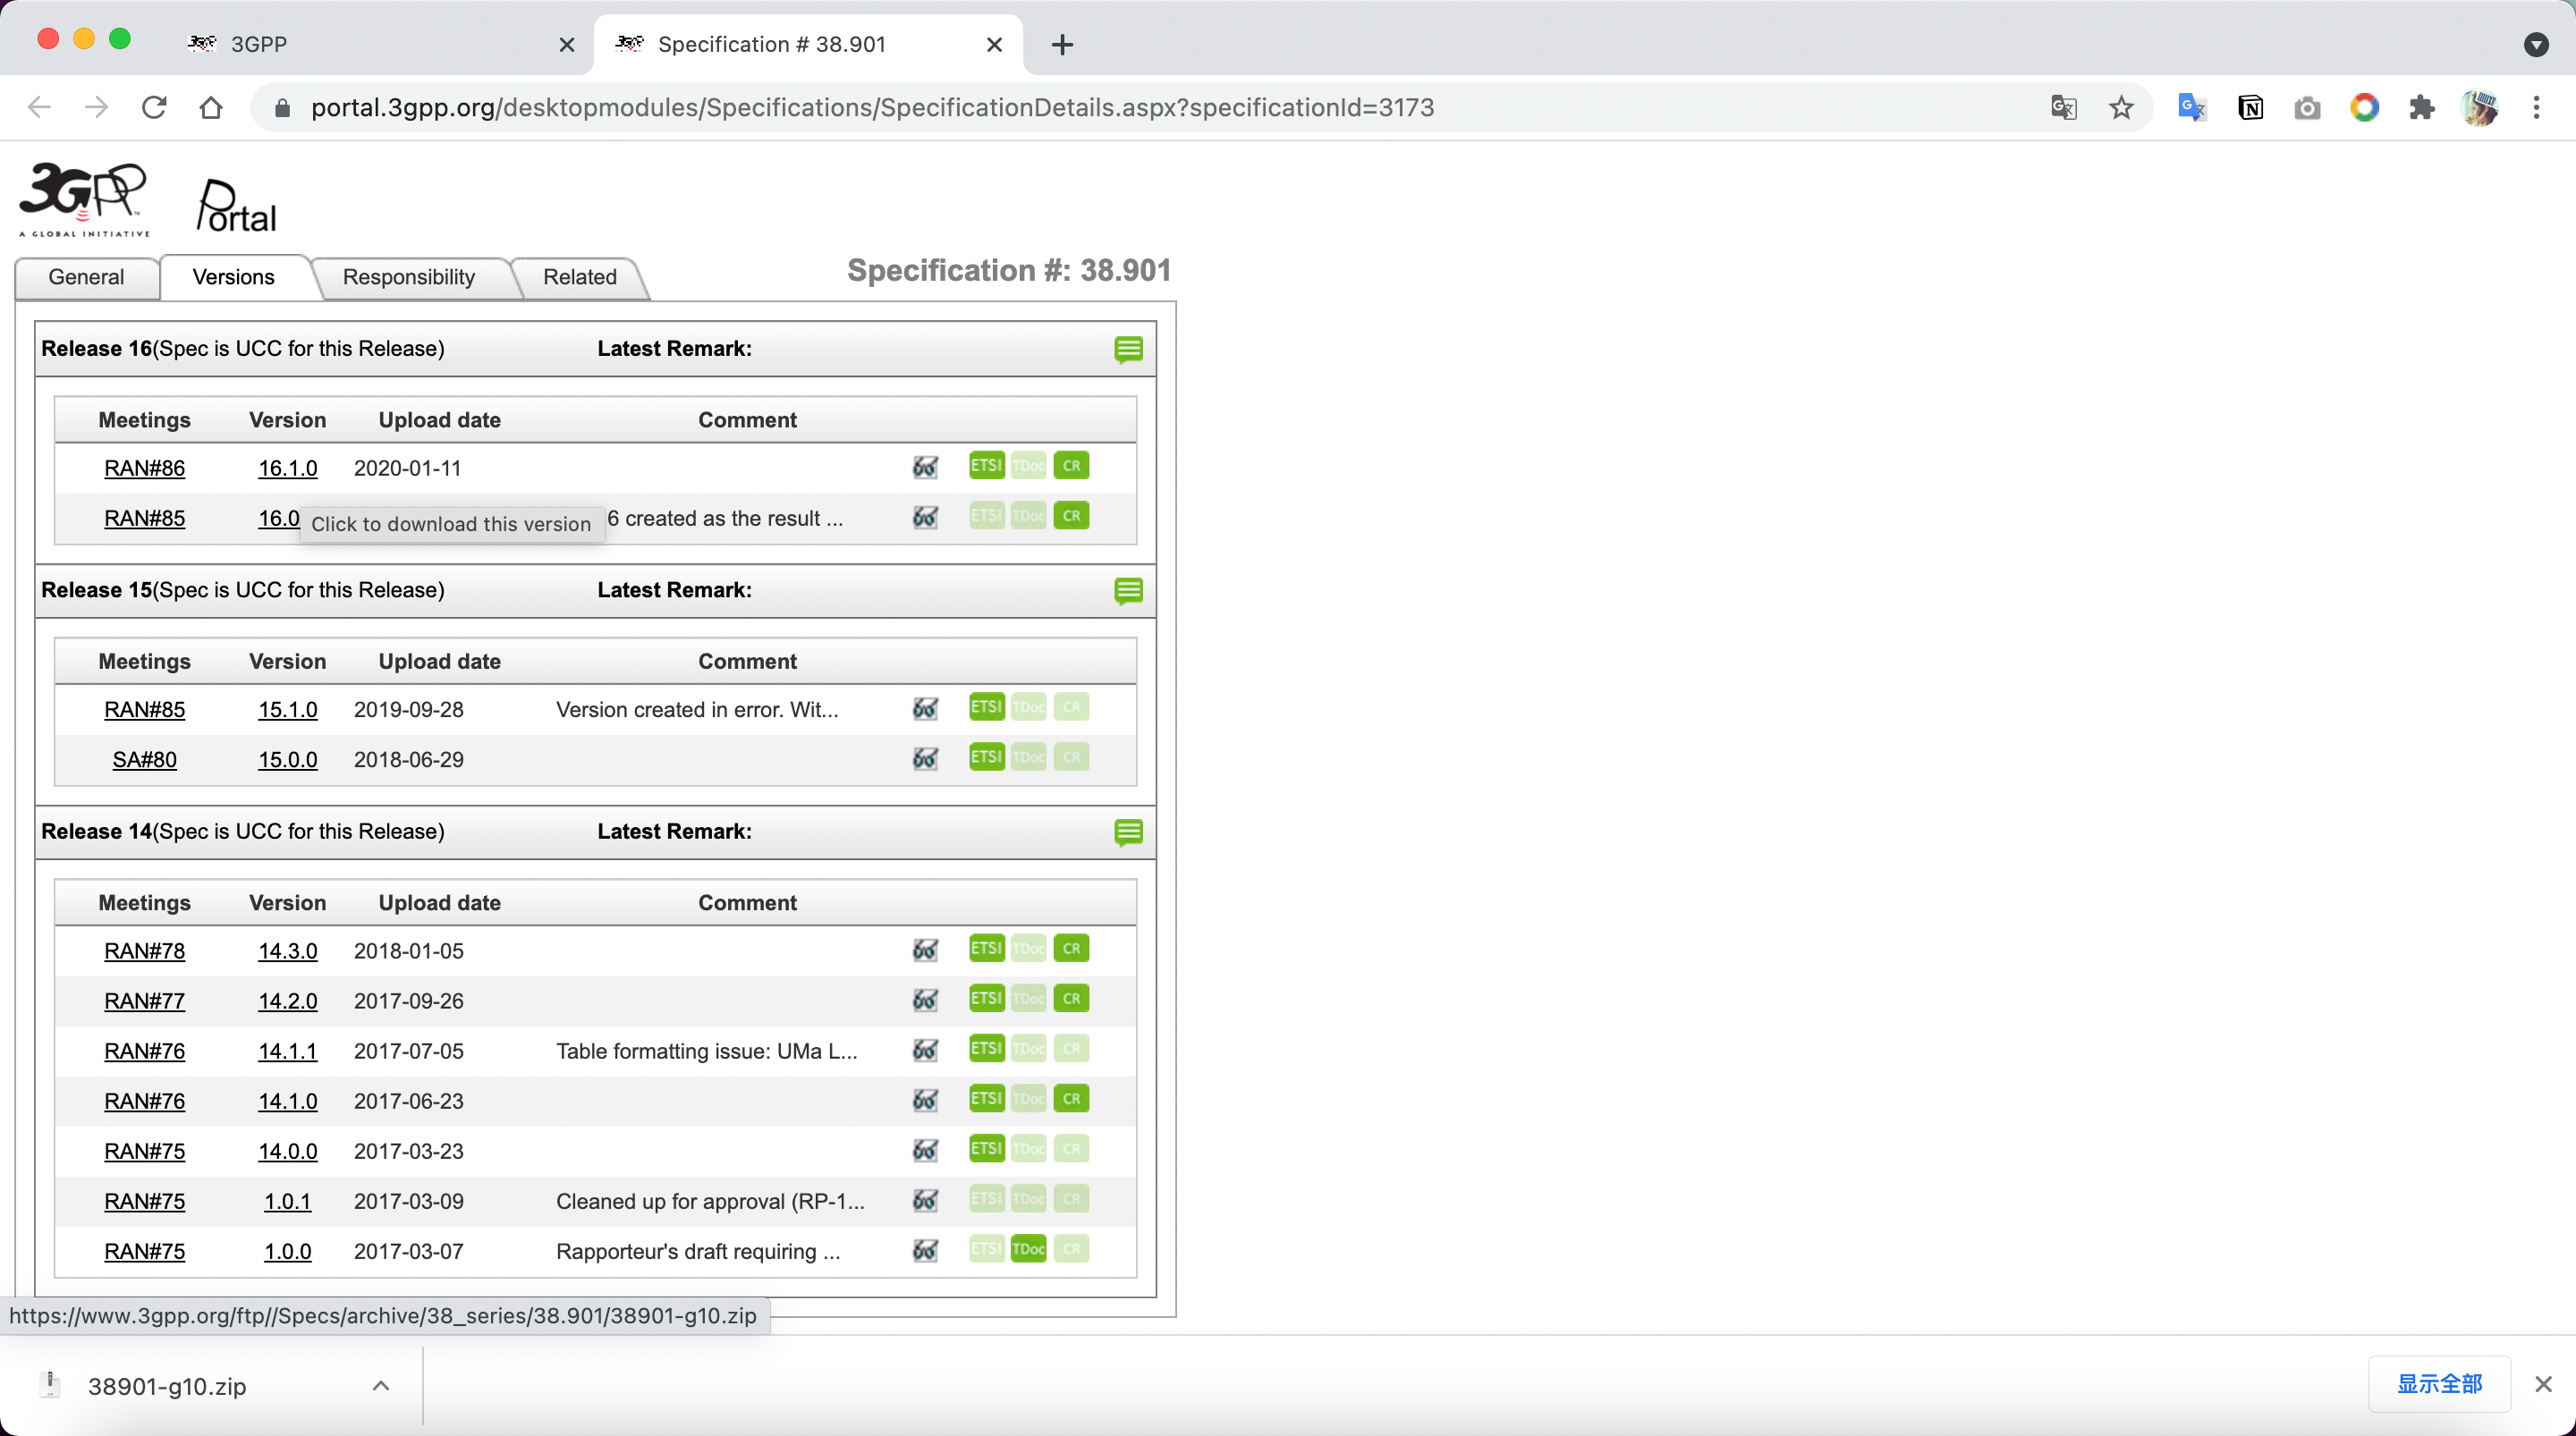 3GPP
Specification # 38.901
portal.3gpp.org/desktopmodules/Specifications/SpecificationDetails.aspx?specificationId=3173
3GPP
A GLOBAL INITIATIVE
Portal
General Versions Responsibility Related
Specification #: 38.901
Release 16(Spec is UCC for this Release) Latest Remark:
Meetings Version Upload date Comment
RAN#86 16.1.0 2020-01-11 ETSI TDoc CR
RAN#85 16.0 6 created as the result ... ETSI TDoc CR
Click to download this version
Release 15(Spec is UCC for this Release) Latest Remark:
Meetings Version Upload date Comment
RAN#85 15.1.0 2019-09-28 Version created in error. Wit... ETSI TDoc CR
SA#80 15.0.0 2018-06-29 ETSI TDoc CR
Release 14(Spec is UCC for this Release) Latest Remark:
Meetings Version Upload date Comment
RAN#78 14.3.0 2018-01-05 ETSI TDoc CR
RAN#77 14.2.0 2017-09-26 ETSI TDoc CR
RAN#76 14.1.1 2017-07-05 Table formatting issue: UMa L... ETSI TDoc CR
RAN#76 14.1.0 2017-06-23 ETSI TDoc CR
RAN#75 14.0.0 2017-03-23 ETSI TDoc CR
RAN#75 1.0.1 2017-03-09 Cleaned up for approval (RP-1... ETSI TDoc CR
RAN#75 1.0.0 2017-03-07 Rapporteur's draft requiring ... ETSI TDoc CR
https://www.3gpp.org/ftp//Specs/archive/38_series/38.901/38901-g10.zip
38901-g10.zip
显示全部